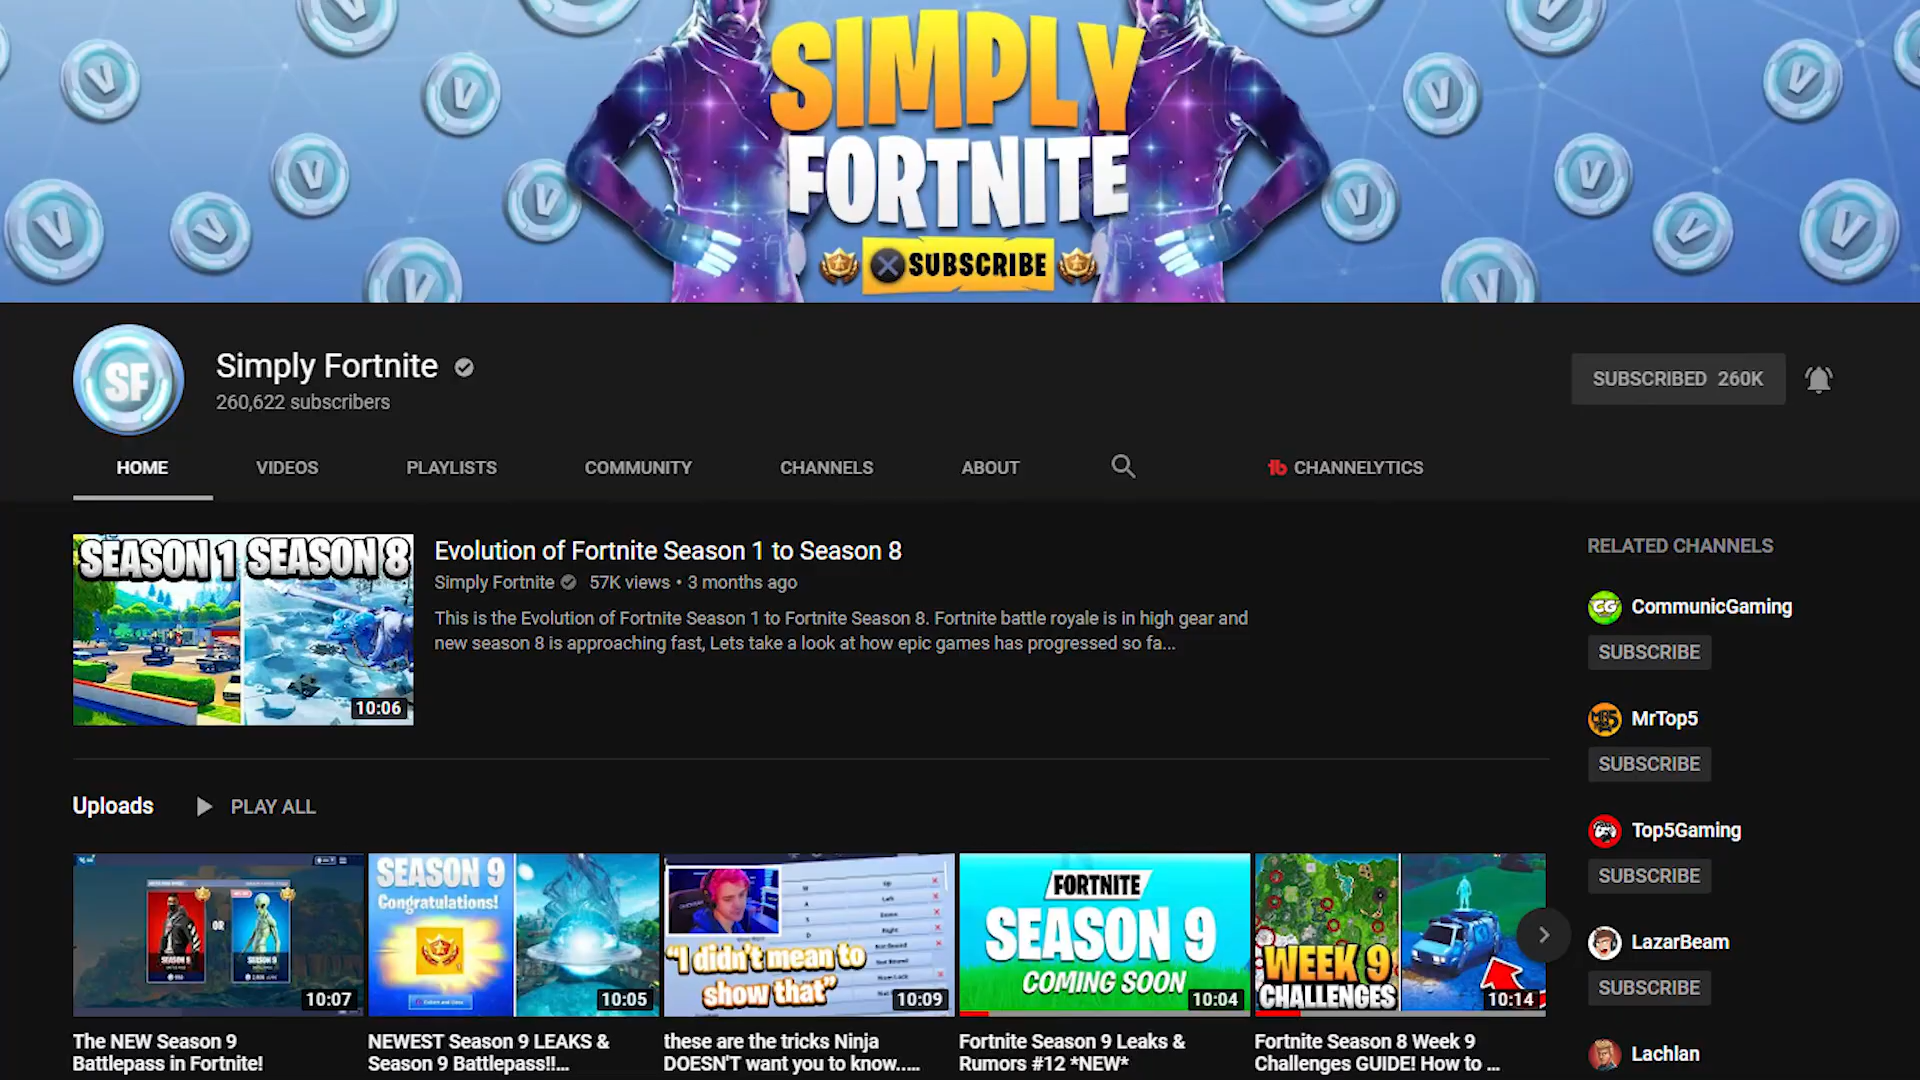 SIMPLY
FORTNITE
SUBSCRIBE
SF
Simply Fortnite
260,622 subscribers
SUBSCRIBED 260K
HOME VIDEOS PLAYLISTS COMMUNITY CHANNELS ABOUT CHANNELYTICS
SEASON 1 SEASON 8
10:06
Evolution of Fortnite Season 1 to Season 8
Simply Fortnite 57K views • 3 months ago
This is the Evolution of Fortnite Season 1 to Fortnite Season 8. Fortnite battle royale is in high gear and
new season 8 is approaching fast, Lets take a look at how epic games has progressed so fa...
RELATED CHANNELS
CommunicGaming
SUBSCRIBE
MrTop5
SUBSCRIBE
Top5Gaming
SUBSCRIBE
LazarBeam
SUBSCRIBE
Lachlan
Uploads PLAY ALL
SEASON 9
OR
SEASON 9
10:07
The NEW Season 9
Battlepass in Fortnite!
SEASON 9
Congratulations!
10:05
NEWEST Season 9 LEAKS &
Season 9 Battlepass!!...
"I didn't mean to
show that"
10:09
these are the tricks Ninja
DOESN'T want you to know.....
FORTNITE
SEASON 9
COMING SOON
10:04
Fortnite Season 9 Leaks &
Rumors #12 *NEW*
WEEK 9
CHALLENGES
10:14
Fortnite Season 8 Week 9
Challenges GUIDE! How to ...